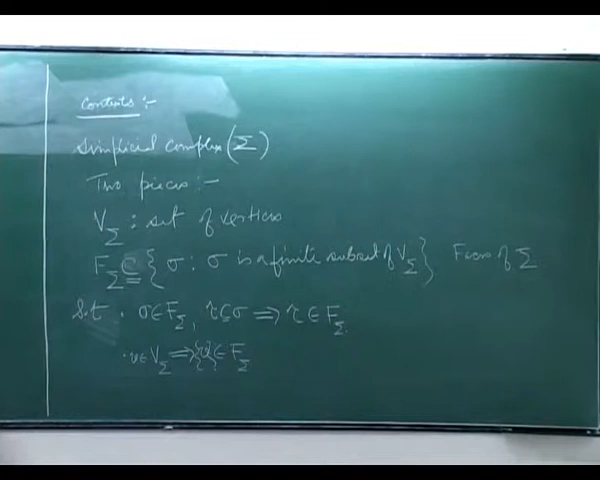 Contexts :-
Simplicial complex (Σ)
Two pieces :-
V_Σ : set of vertices
F_Σ ⊆ { σ : σ is a finite subset of V_Σ } Faces of Σ
S.t · σ ∈ F_Σ, τ ⊆ σ ⟹ τ ∈ F_Σ.
· v ∈ V_Σ ⟹ {v} ∈ F_Σ